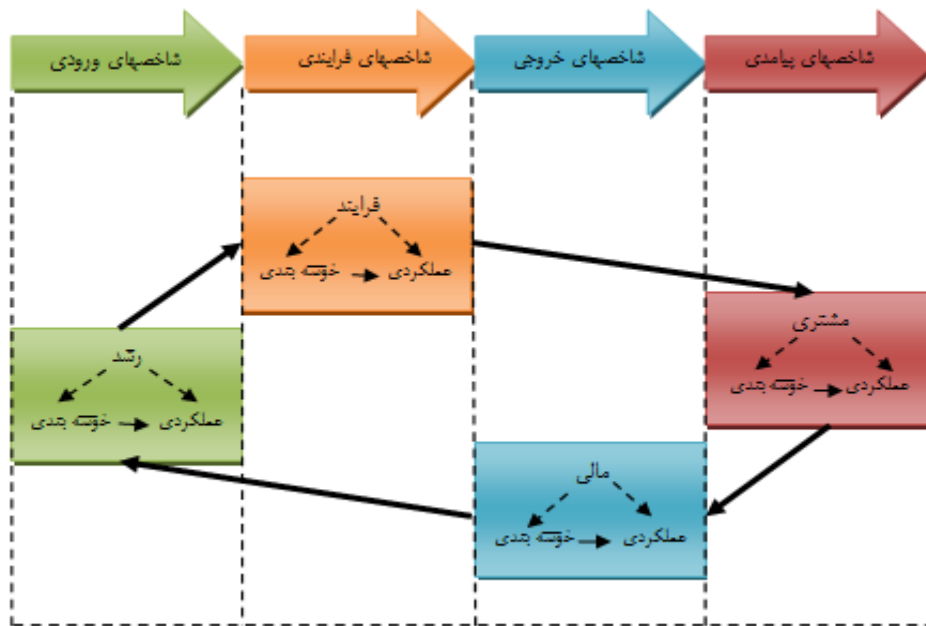 شاخصهای ورودی
شاخصهای فرایندی
شاخصهای خروجی
شاخصهای پیامدی
فرایند
خوشه بندی
عملکردی
رشد
خوشه بندی
عملکردی
مشتری
خوشه بندی
عملکردی
مالی
خوشه بندی
عملکردی